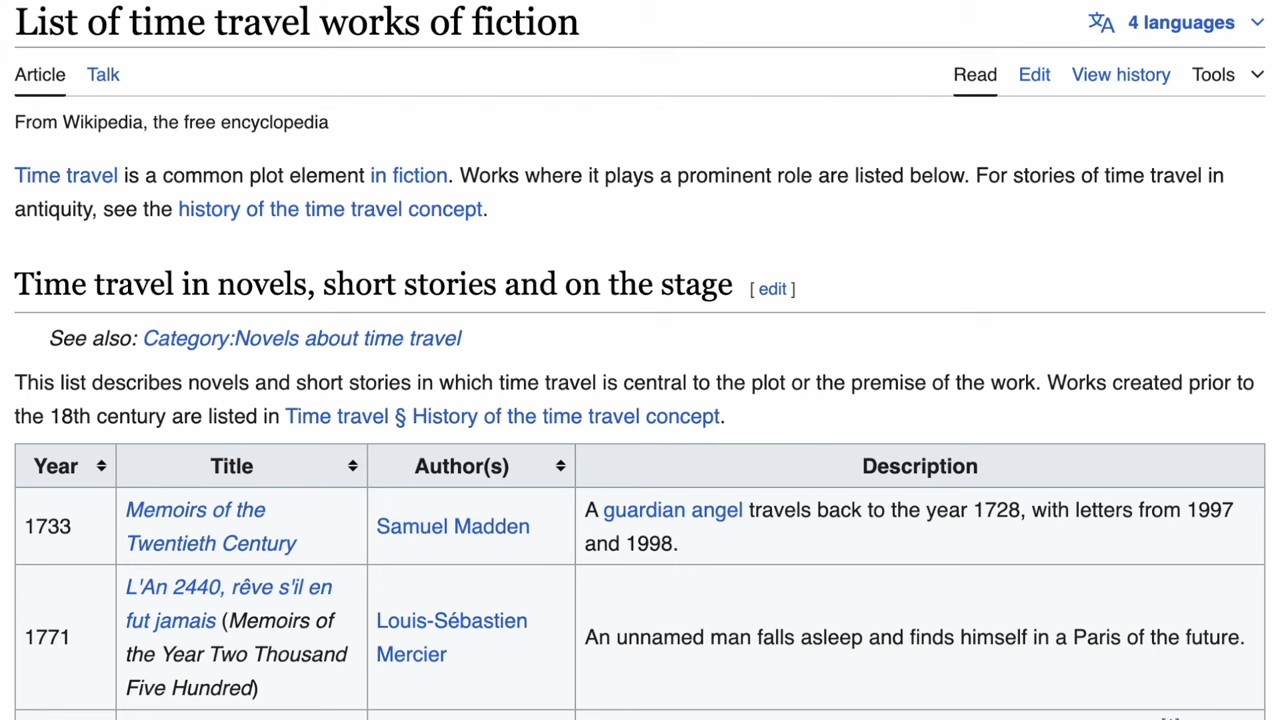 List of time travel works of fiction
4 languages
Article Talk
Read Edit View history Tools
From Wikipedia, the free encyclopedia
Time travel is a common plot element in fiction. Works where it plays a prominent role are listed below. For stories of time travel in
antiquity, see the history of the time travel concept.
Time travel in novels, short stories and on the stage [ edit ]
See also: Category:Novels about time travel
This list describes novels and short stories in which time travel is central to the plot or the premise of the work. Works created prior to
the 18th century are listed in Time travel § History of the time travel concept.
Year Title Author(s) Description
1733
Memoirs of the
Twentieth Century
Samuel Madden
A guardian angel travels back to the year 1728, with letters from 1997
and 1998.
1771
L'An 2440, rêve s'il en
fut jamais (Memoirs of
the Year Two Thousand
Five Hundred)
Louis-Sébastien
Mercier
An unnamed man falls asleep and finds himself in a Paris of the future.